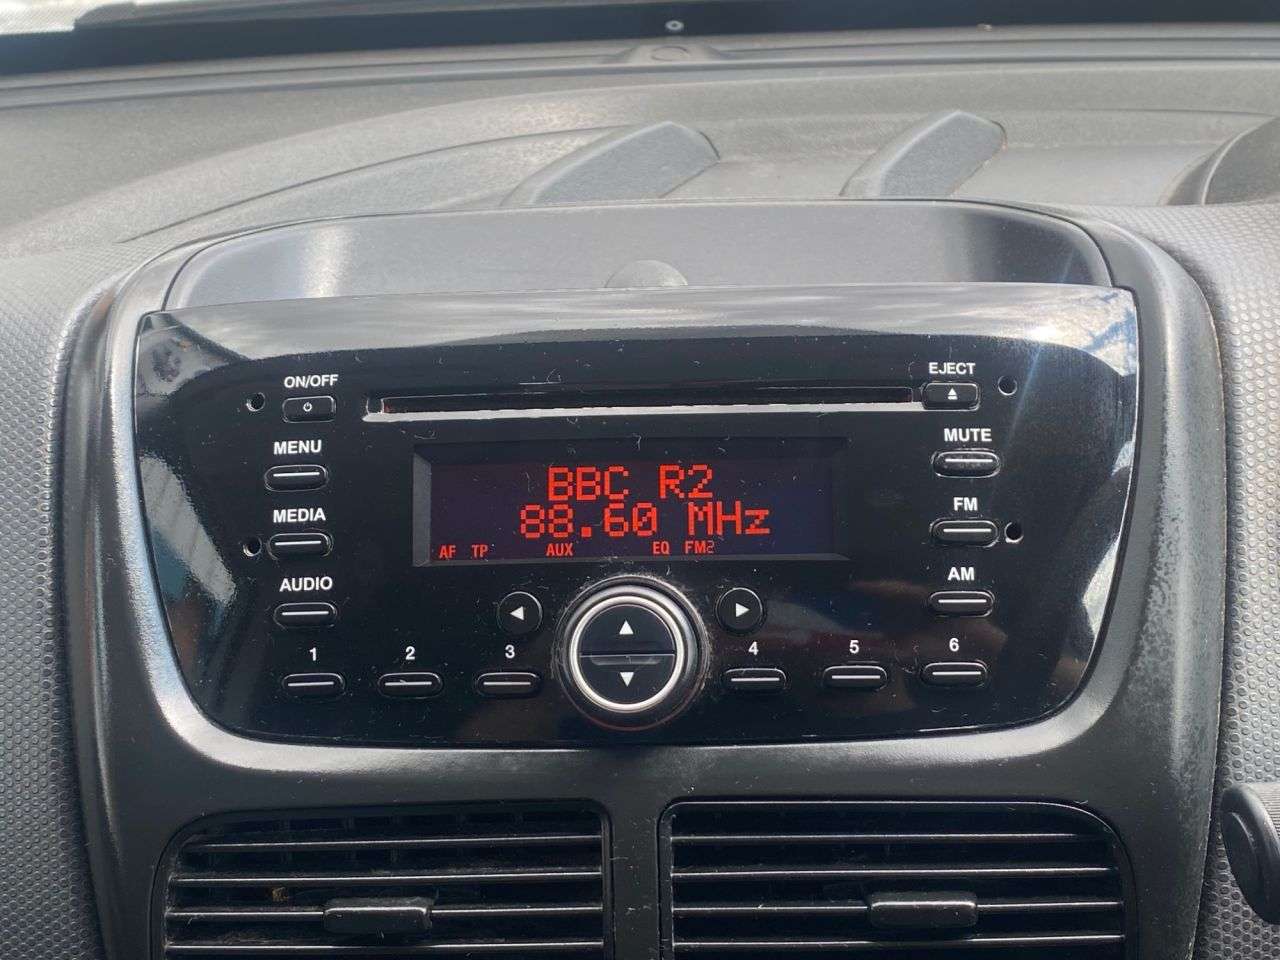 ON/OFF
EJECT
MENU
MUTE
BBC R2
88.60 MHz
MEDIA
FM
AF TP AUX EQ FM2
AUDIO
AM
1 2 3 4 5 6